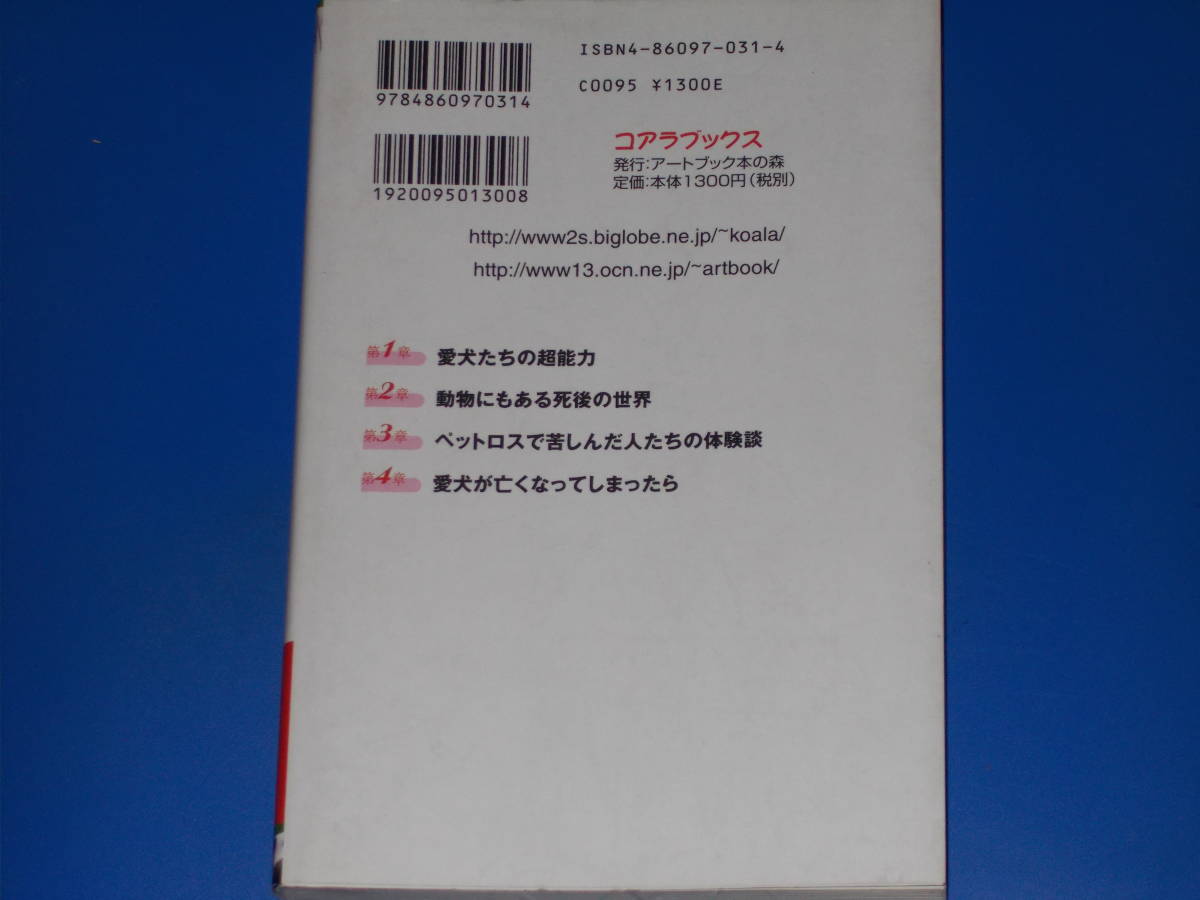 ISBN4-86097-031-4
9784860970314
C0095 ¥1300E
コアラブックス
発行:アートブック本の森
定価:本体1300円(税別)
1920095013008
http://www2s.biglobe.ne.jp/~koala/
http://www13.ocn.ne.jp/~artbook/
第1章 愛犬たちの超能力
第2章 動物にもある死後の世界
第3章 ペットロスで苦しんだ人たちの体験談
第4章 愛犬が亡くなってしまったら